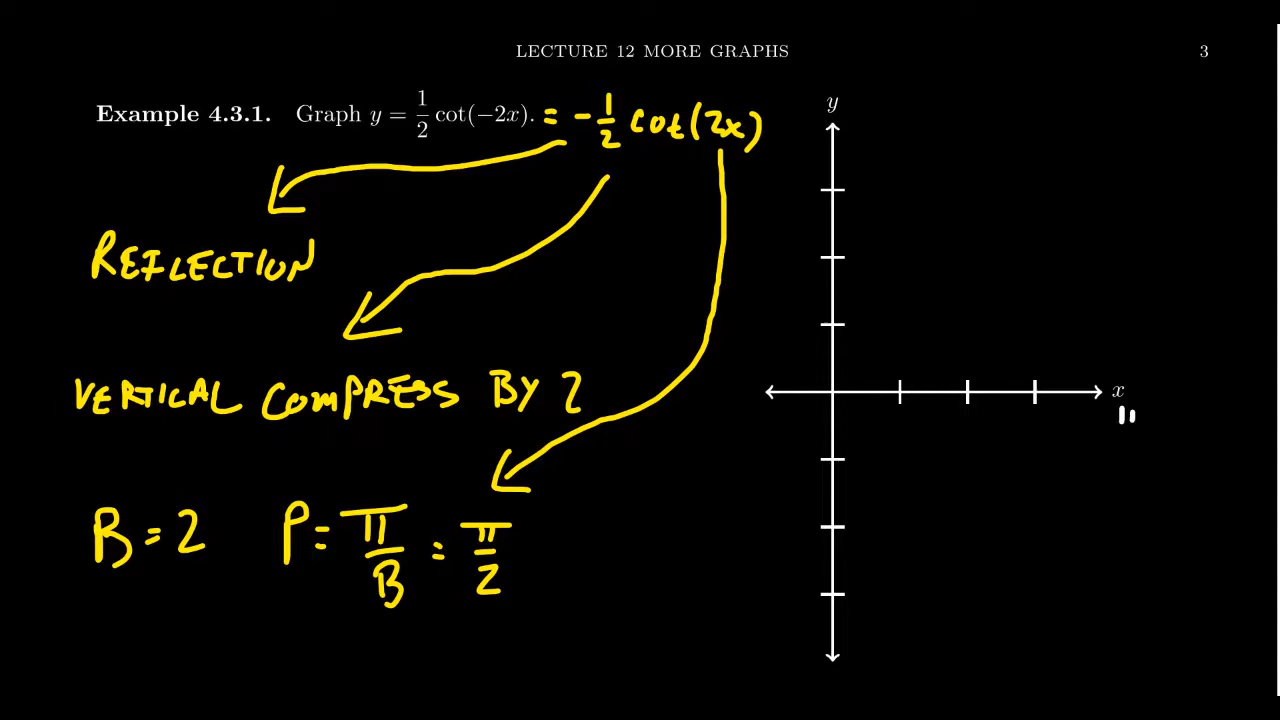 LECTURE 12 MORE GRAPHS 3
Example 4.3.1. Graph y = 1/2 cot(−2x). = -1/2 cot(2x)
REFLECTION
VERTICAL COMPRESS BY 2
B = 2 P = π/B = π/2
y
x